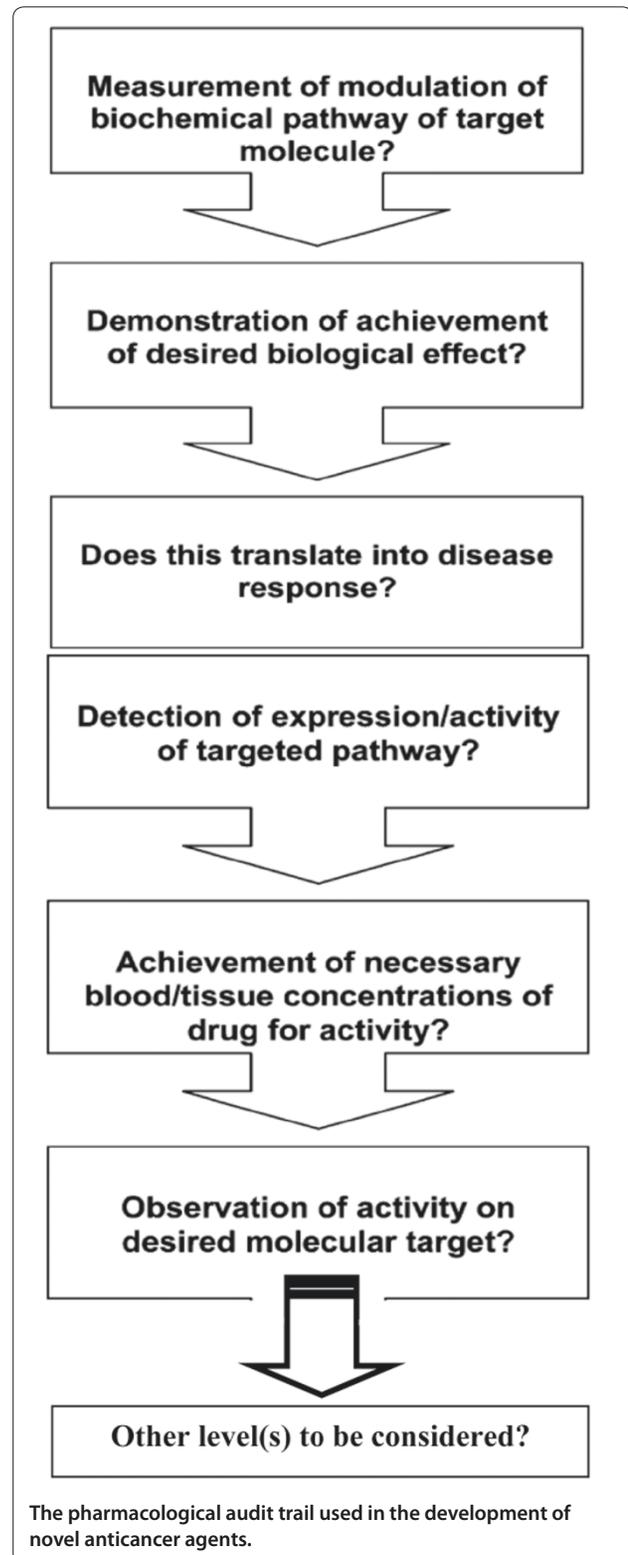 Measurement of modulation of
biochemical pathway of target
molecule?
Demonstration of achievement
of desired biological effect?
Does this translate into disease
response?
Detection of expression/activity
of targeted pathway?
Achievement of necessary
blood/tissue concentrations of
drug for activity?
Observation of activity on
desired molecular target?
Other level(s) to be considered?
The pharmacological audit trail used in the development of
novel anticancer agents.